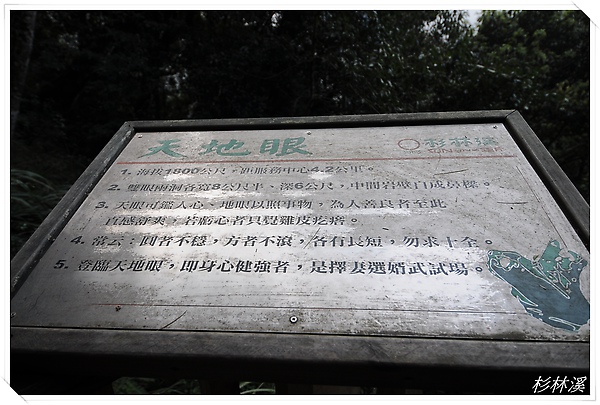 天地眼
杉林溪
1. 海拔1800公尺，距服務中心4.2公里。
2. 雙眼兩洞各寬8公尺半、深6公尺，中間岩壁自成鼻樑。
3. 天眼可鑑人心、地眼以照事物，為人善良者至此
直感舒爽，若虧心者只覺雞皮疙瘩。
4. 常云：圓者不穩，方者不滾，各有長短，勿求十全。
5. 登臨天地眼，即身心健強者，是擇妻選婿武試場。
杉林溪